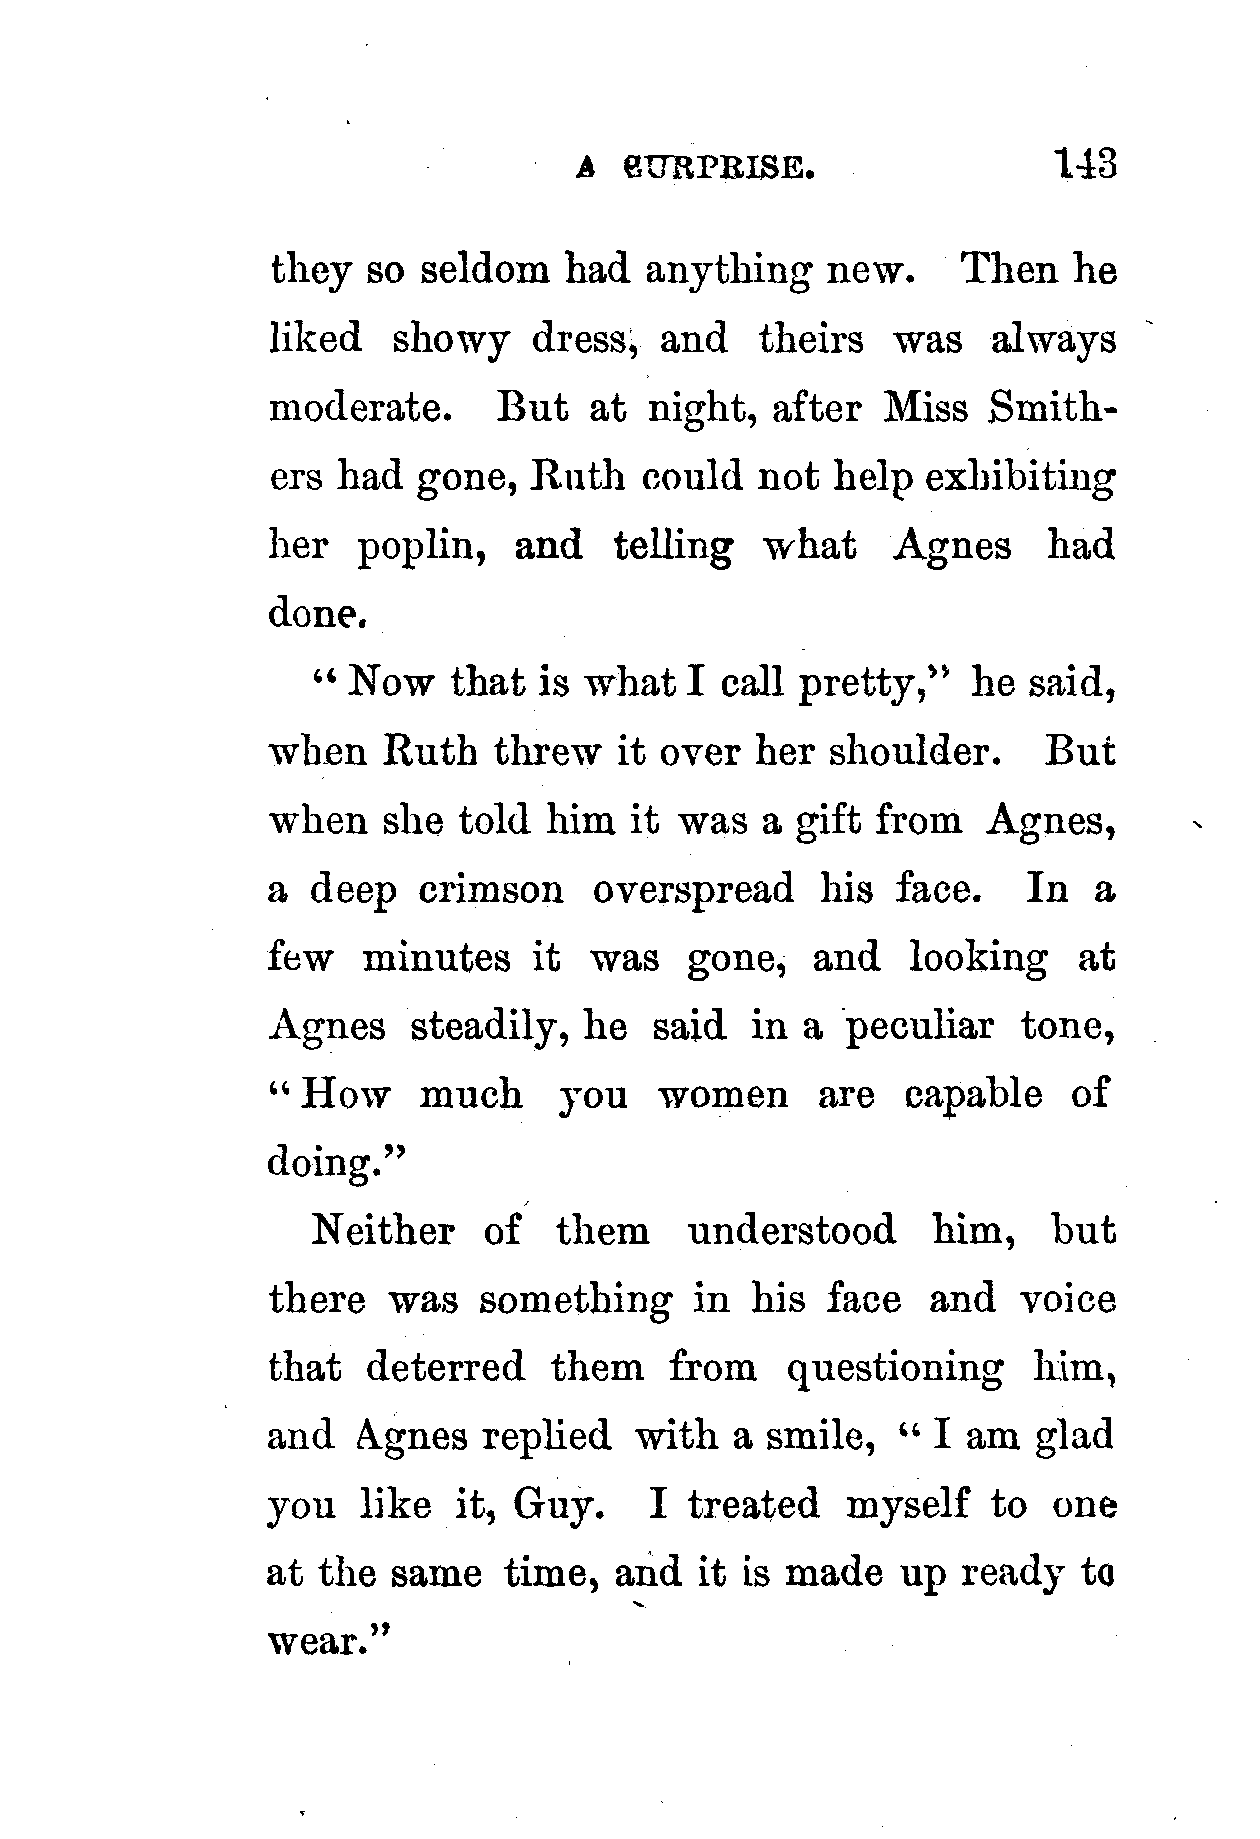 A SURPRISE. 143
they so seldom had anything new. Then he
liked showy dress, and theirs was always
moderate. But at night, after Miss Smith-
ers had gone, Ruth could not help exhibiting
her poplin, and telling what Agnes had
done.
“ Now that is what I call pretty,” he said,
when Ruth threw it over her shoulder. But
when she told him it was a gift from Agnes,
a deep crimson overspread his face. In a
few minutes it was gone, and looking at
Agnes steadily, he said in a peculiar tone,
“ How much you women are capable of
doing.”
Neither of them understood him, but
there was something in his face and voice
that deterred them from questioning him,
and Agnes replied with a smile, “ I am glad
you like it, Guy. I treated myself to one
at the same time, and it is made up ready to
wear.”